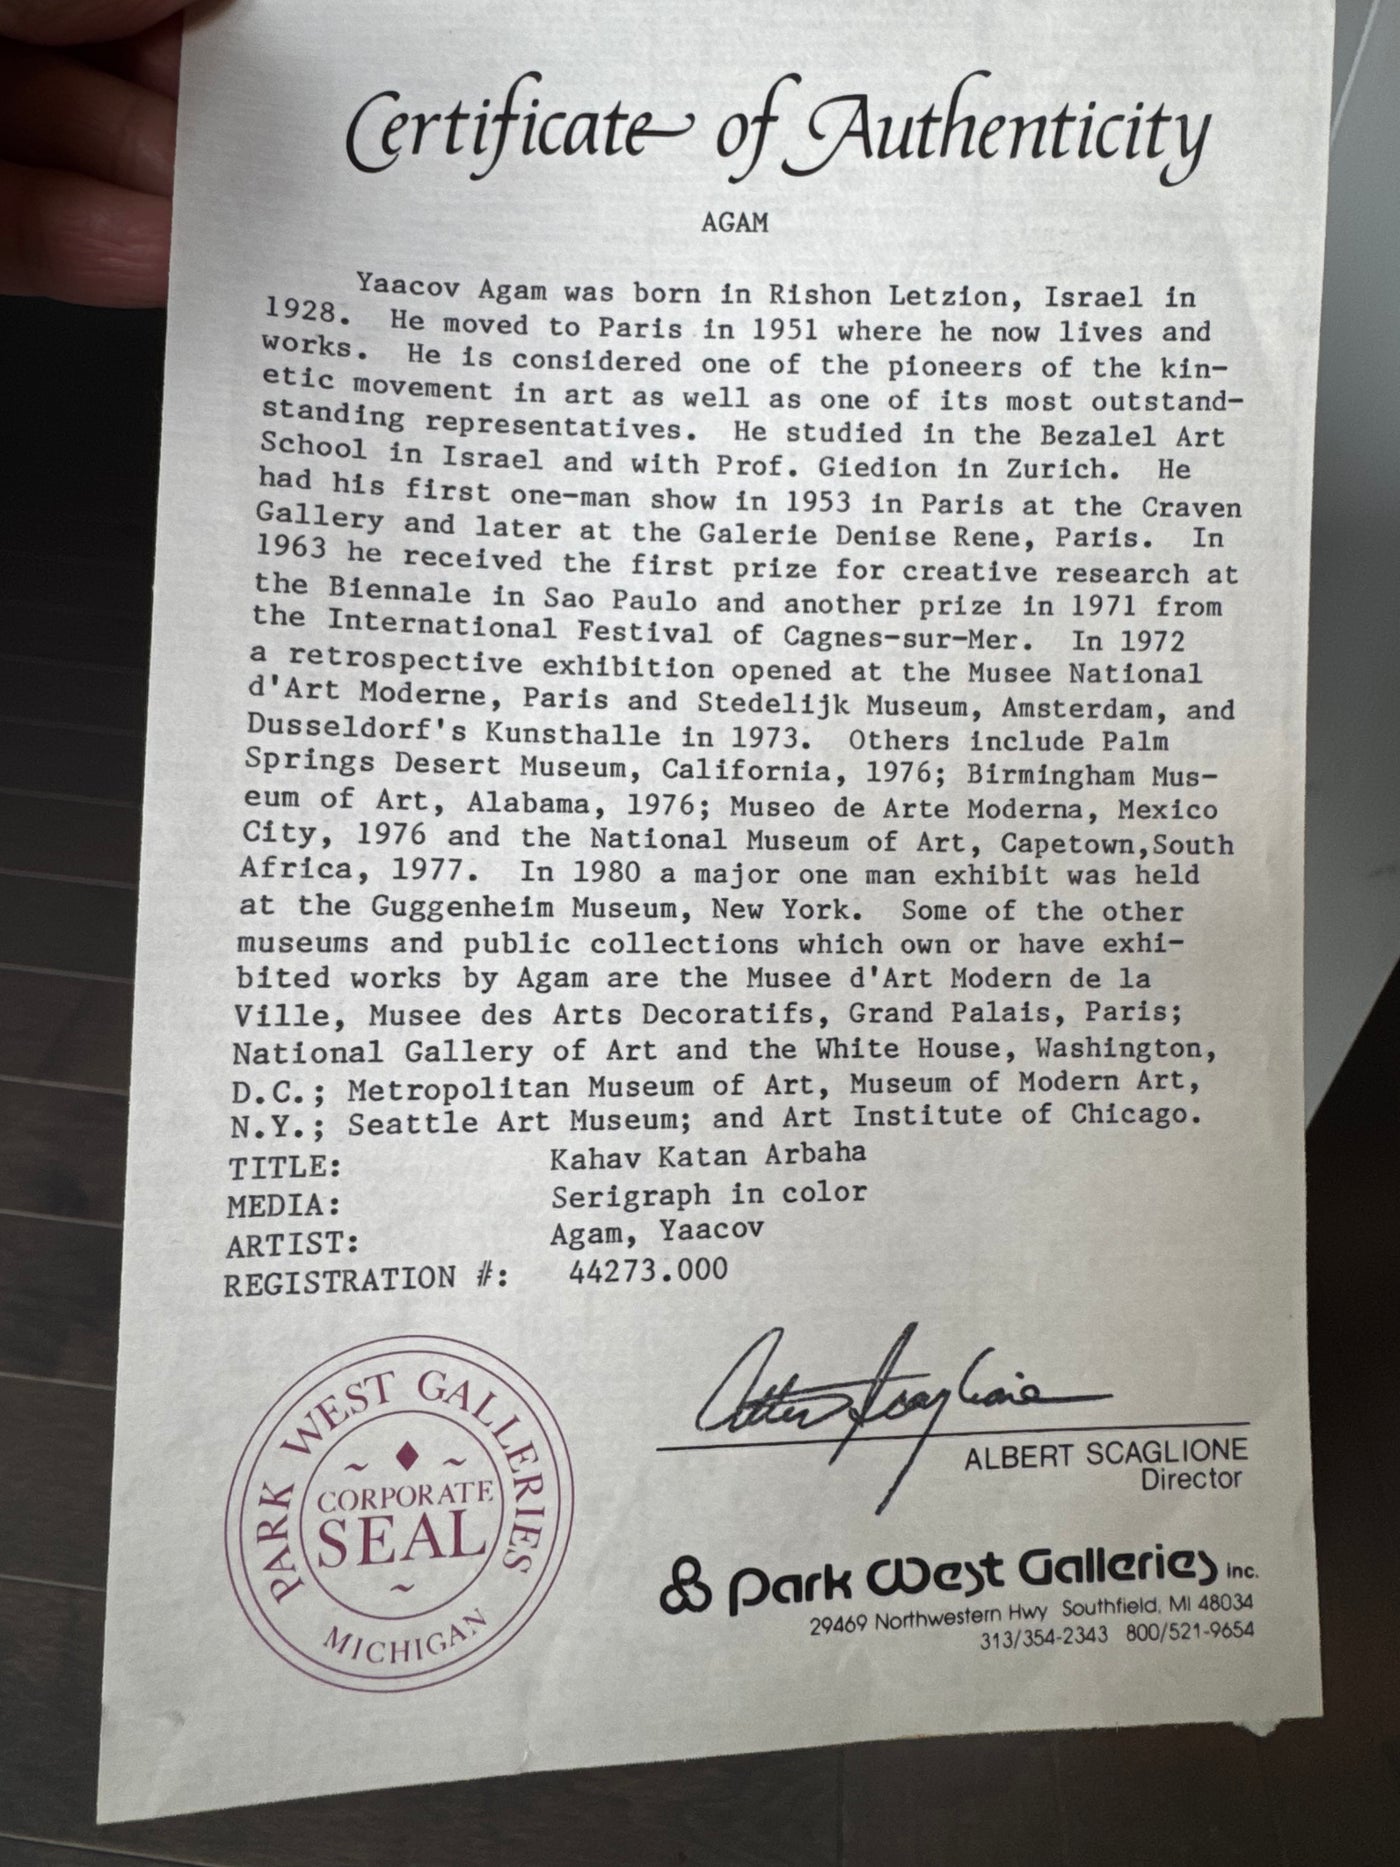 Certificate of Authenticity
AGAM
Yaacov Agam was born in Rishon Letzion, Israel in
1928. He moved to Paris in 1951 where he now lives and
works. He is considered one of the pioneers of the kin-
etic movement in art as well as one of its most outstand-
standing representatives. He studied in the Bezalel Art
School in Israel and with Prof. Giedion in Zurich. He
had his first one-man show in 1953 in Paris at the Craven
Gallery and later at the Galerie Denise Rene, Paris. In
1963 he received the first prize for creative research at
the Biennale in Sao Paulo and another prize in 1971 from
the International Festival of Cagnes-sur-Mer. In 1972
a retrospective exhibition opened at the Musee National
d'Art Moderne, Paris and Stedelijk Museum, Amsterdam, and
Dusseldorf's Kunsthalle in 1973. Others include Palm
Springs Desert Museum, California, 1976; Birmingham Mus-
eum of Art, Alabama, 1976; Museo de Arte Moderna, Mexico
City, 1976 and the National Museum of Art, Capetown,South
Africa, 1977. In 1980 a major one man exhibit was held
at the Guggenheim Museum, New York. Some of the other
museums and public collections which own or have exhi-
bited works by Agam are the Musee d'Art Modern de la
Ville, Musee des Arts Decoratifs, Grand Palais, Paris;
National Gallery of Art and the White House, Washington,
D.C.; Metropolitan Museum of Art, Museum of Modern Art,
N.Y.; Seattle Art Museum; and Art Institute of Chicago.
TITLE: Kahav Katan Arbaha
MEDIA: Serigraph in color
ARTIST: Agam, Yaacov
REGISTRATION #: 44273.000
PARK WEST GALLERIES
CORPORATE
SEAL
MICHIGAN
Albert Scaglione
ALBERT SCAGLIONE
Director
Park West Galleries inc.
29469 Northwestern Hwy Southfield, MI 48034
313/354-2343 800/521-9654